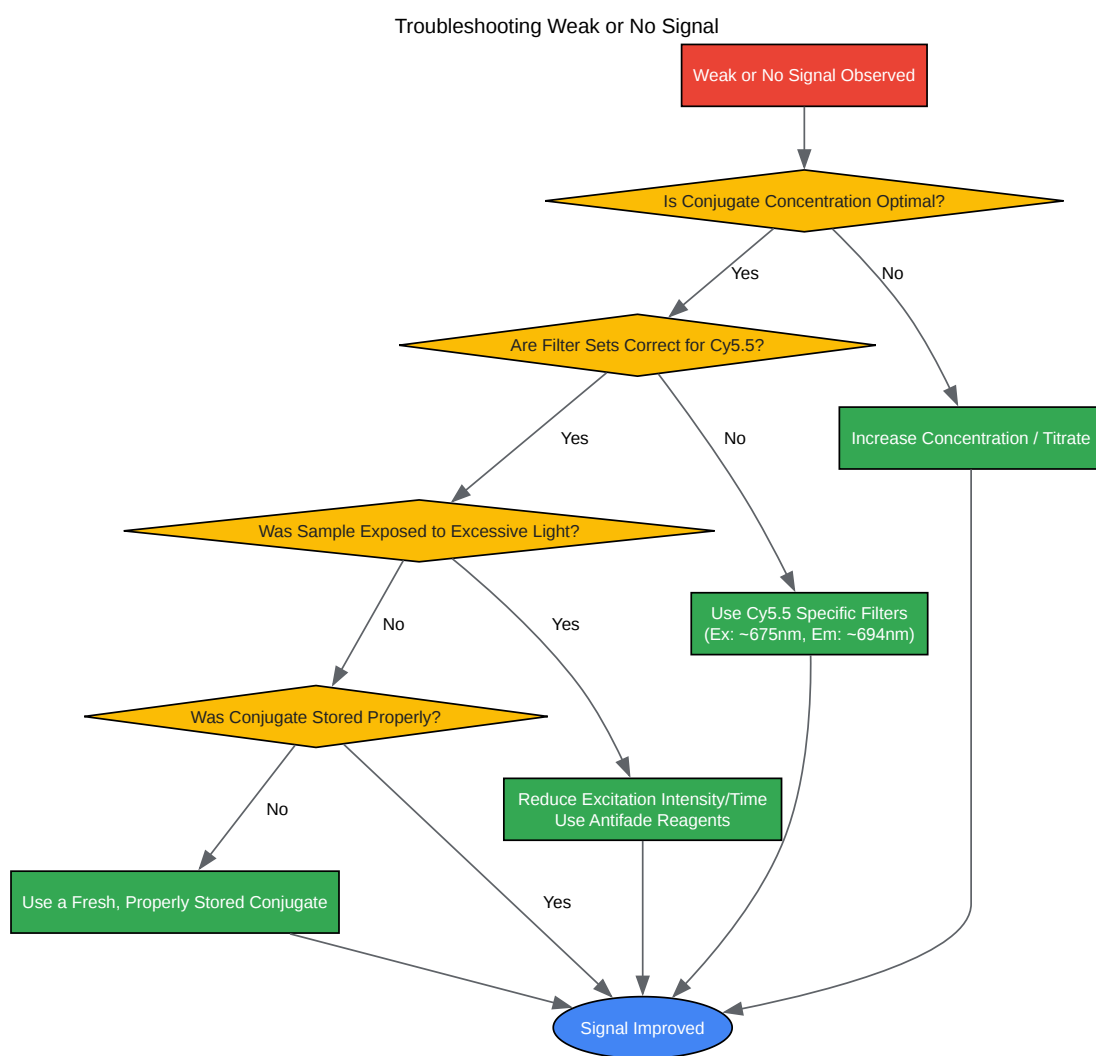 Troubleshooting Weak or No Signal
Weak or No Signal Observed
Is Conjugate Concentration Optimal?
Yes
No
Are Filter Sets Correct for Cy5.5?
Increase Concentration / Titrate
Yes
No
Was Sample Exposed to Excessive Light?
Use Cy5.5 Specific Filters
(Ex: ~675nm, Em: ~694nm)
No
Yes
Was Conjugate Stored Properly?
Reduce Excitation Intensity/Time
Use Antifade Reagents
No
Yes
Use a Fresh, Properly Stored Conjugate
Signal Improved